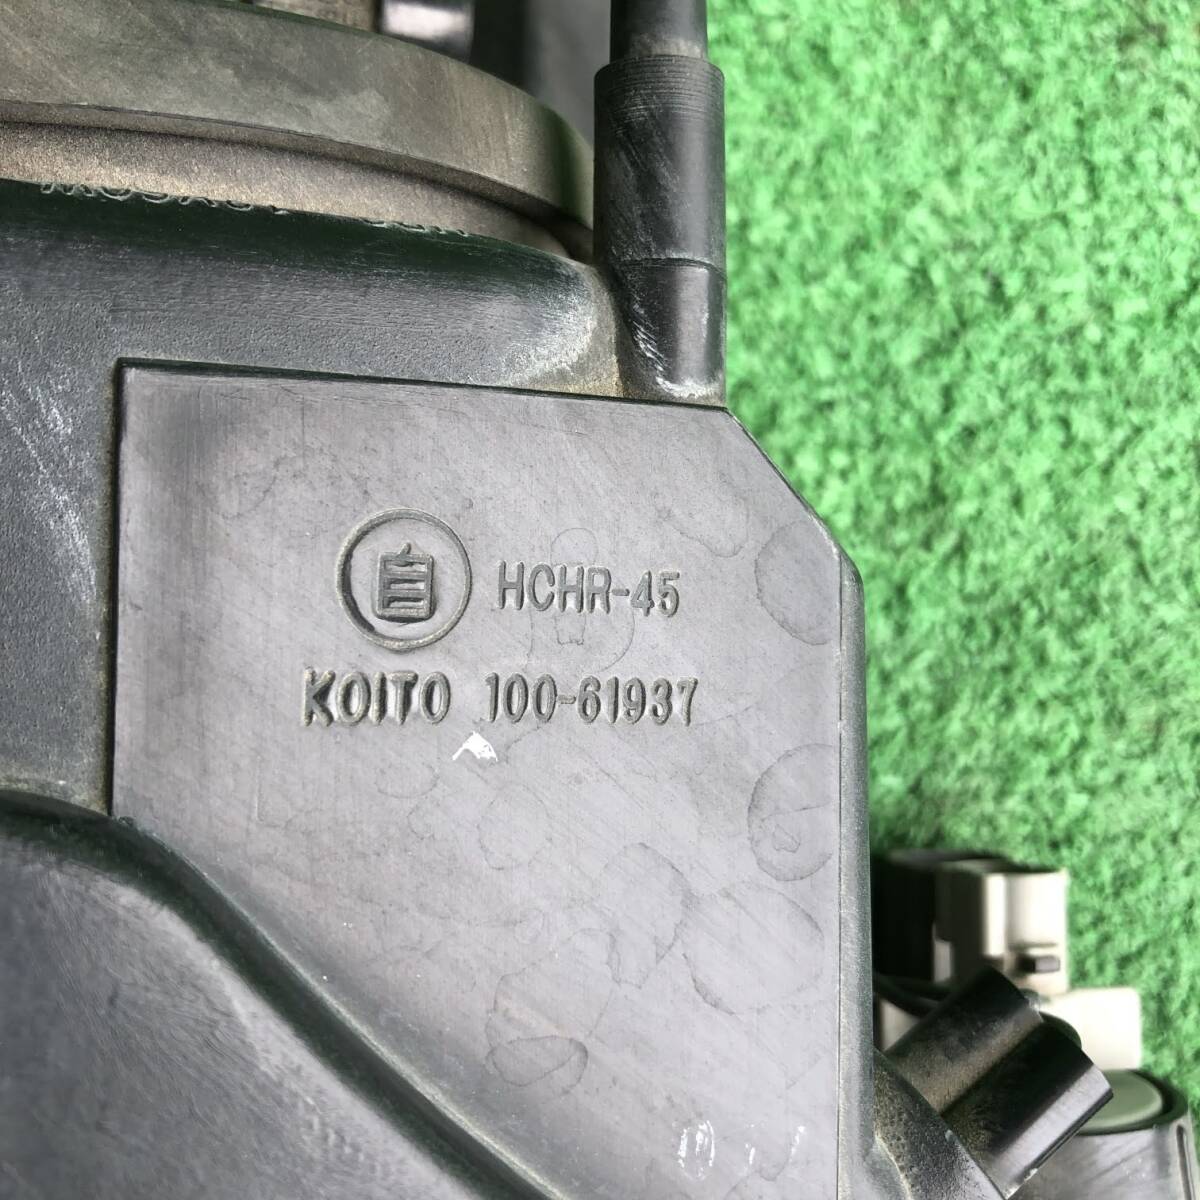 自 HCHR-45
KOITO 100-61937